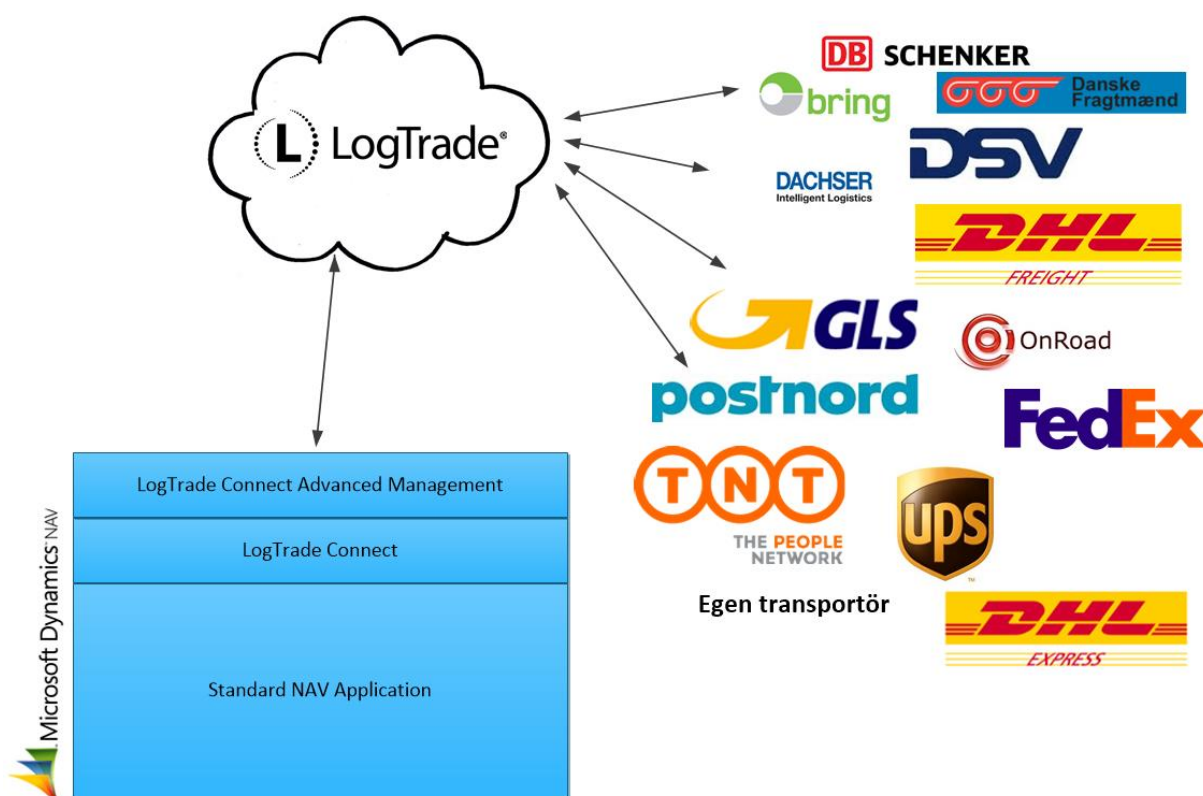 DB SCHENKER
bring
Danske
Fragtmænd
L LogTrade®
DSV
DACHSER
Intelligent Logistics
DHL
FREIGHT
GLS
OnRoad
postnord
FedEx
LogTrade Connect Advanced Management
TNT
THE PEOPLE
NETWORK
ups
™
LogTrade Connect
Egen transportör
DHL
EXPRESS
Standard NAV Application
Microsoft Dynamics NAV